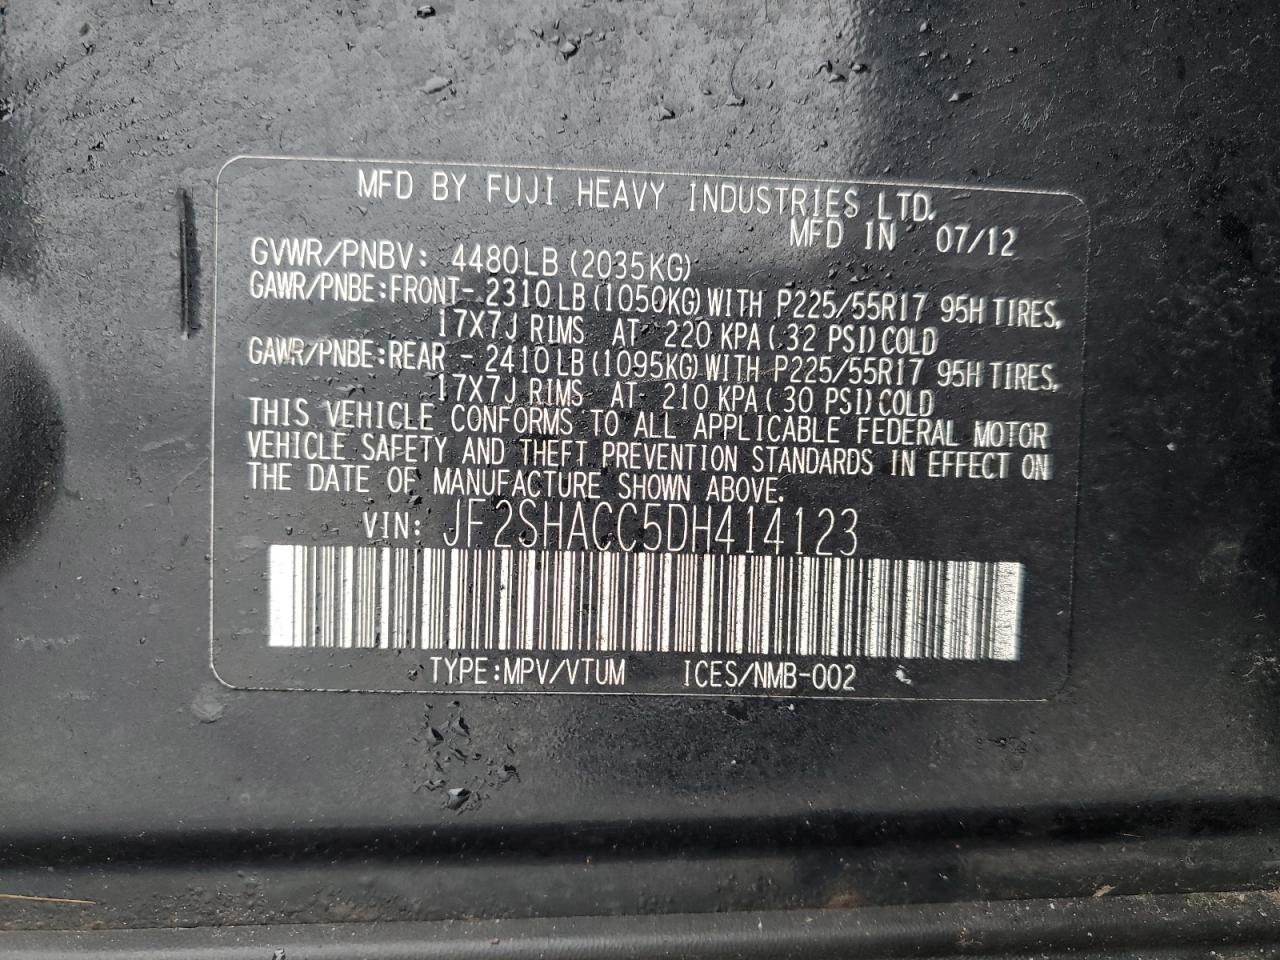 MFD BY FUJI HEAVY INDUSTRIES LTD.
MFD IN 07/12
GVWR/PNBV: 4480LB (2035KG)
GAWR/PNBE:FRONT- 2310LB (1050KG) WITH P225/55R17 95H TIRES,
17X7J RIMS AT 220 KPA ( 32 PSI) COLD
GAWR/PNBE:REAR - 2410LB (1095KG) WITH P225/55R17 95H TIRES,
17X7J RIMS AT 210 KPA ( 30 PSI) COLD
THIS VEHICLE CONFORMS TO ALL APPLICABLE FEDERAL MOTOR
VEHICLE SAFETY AND THEFT PREVENTION STANDARDS IN EFFECT ON
THE DATE OF MANUFACTURE SHOWN ABOVE.
VIN: JF2SHACC5DH414123
TYPE:MPV/VTUM ICES/NMB-002